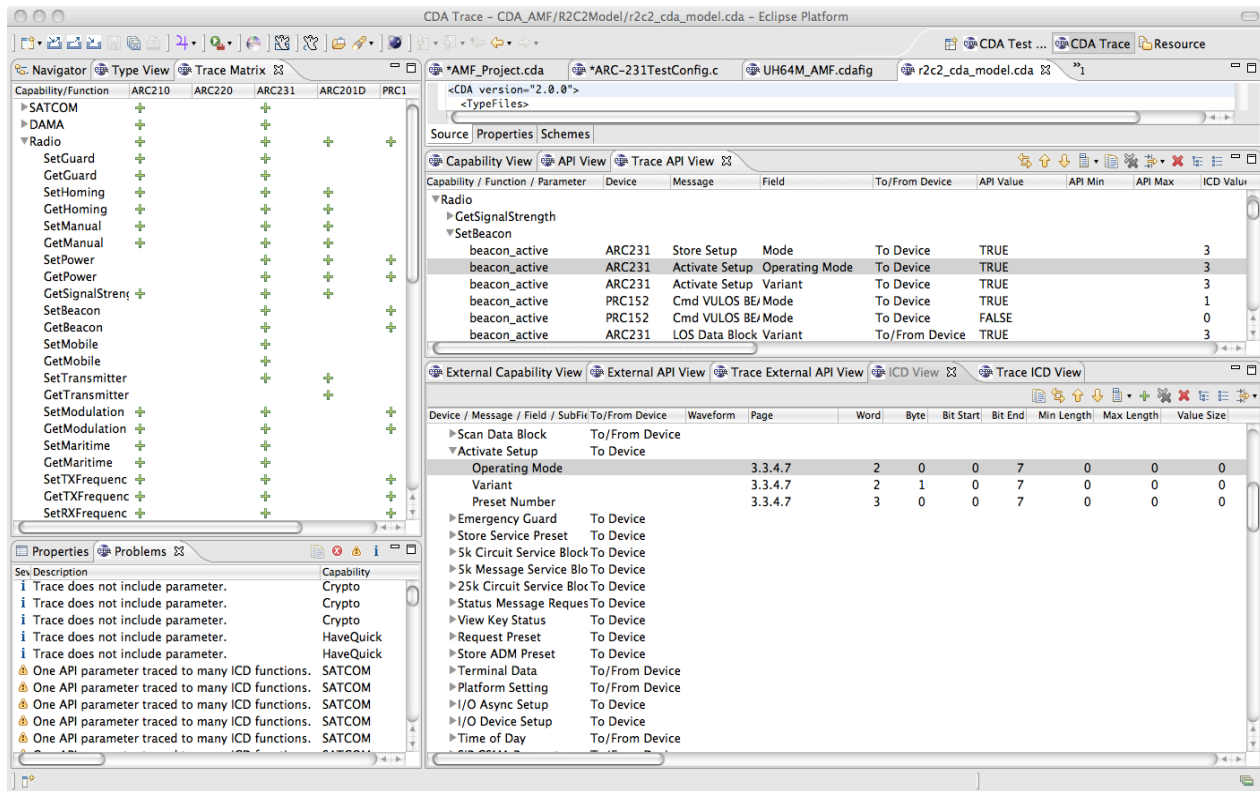 CDA Trace – CDA_AMF/R2C2Model/r2c2_cda_model.cda – Eclipse Platform
CDA Test ... CDA Trace Resource
Navigator Type View Trace Matrix
Capability/Function ARC210 ARC220 ARC231 ARC201D PRC1
SATCOM
DAMA
Radio
SetGuard
GetGuard
SetHoming
GetHoming
SetManual
GetManual
SetPower
GetPower
GetSignalStreng
SetBeacon
GetBeacon
SetMobile
GetMobile
SetTransmitter
GetTransmitter
SetModulation
GetModulation
SetMaritime
GetMaritime
SetTXFrequenc
GetTXFrequenc
SetRXFrequenc
Properties Problems
Sev Description Capability
i Trace does not include parameter. Crypto
i Trace does not include parameter. Crypto
i Trace does not include parameter. Crypto
i Trace does not include parameter. HaveQuick
i Trace does not include parameter. HaveQuick
One API parameter traced to many ICD functions. SATCOM
One API parameter traced to many ICD functions. SATCOM
One API parameter traced to many ICD functions. SATCOM
One API parameter traced to many ICD functions. SATCOM
One API parameter traced to many ICD functions. SATCOM
*AMF_Project.cda *ARC-231TestConfig.c UH64M_AMF.cdafig r2c2_cda_model.cda »1
<CDA version="2.0.0">
<TypeFiles>
Source Properties Schemes
Capability View API View Trace API View
Capability / Function / Parameter Device Message Field To/From Device API Value API Min API Max ICD Value
Radio
GetSignalStrength
SetBeacon
beacon_active ARC231 Store Setup Mode To Device TRUE 3
beacon_active ARC231 Activate Setup Operating Mode To Device TRUE 3
beacon_active ARC231 Activate Setup Variant To Device TRUE 3
beacon_active PRC152 Cmd VULOS BEA Mode To Device TRUE 1
beacon_active PRC152 Cmd VULOS BEA Mode To Device FALSE 0
beacon_active ARC231 LOS Data Block Variant To/From Device TRUE 3
External Capability View External API View Trace External API View ICD View Trace ICD View
Device / Message / Field / SubFie To/From Device Waveform Page Word Byte Bit Start Bit End Min Length Max Length Value Size
Scan Data Block To/From Device
Activate Setup To Device
Operating Mode 3.3.4.7 2 0 0 7 0 0 0
Variant 3.3.4.7 2 1 0 7 0 0 0
Preset Number 3.3.4.7 3 0 0 7 0 0 0
Emergency Guard To Device
Store Service Preset To Device
5k Circuit Service Block To Device
5k Message Service Blo To Device
25k Circuit Service Bloc To Device
Status Message Reques To Device
View Key Status To Device
Request Preset To Device
Store ADM Preset To Device
Terminal Data To/From Device
Platform Setting To/From Device
I/O Async Setup To Device
I/O Device Setup To Device
Time of Day To/From Device